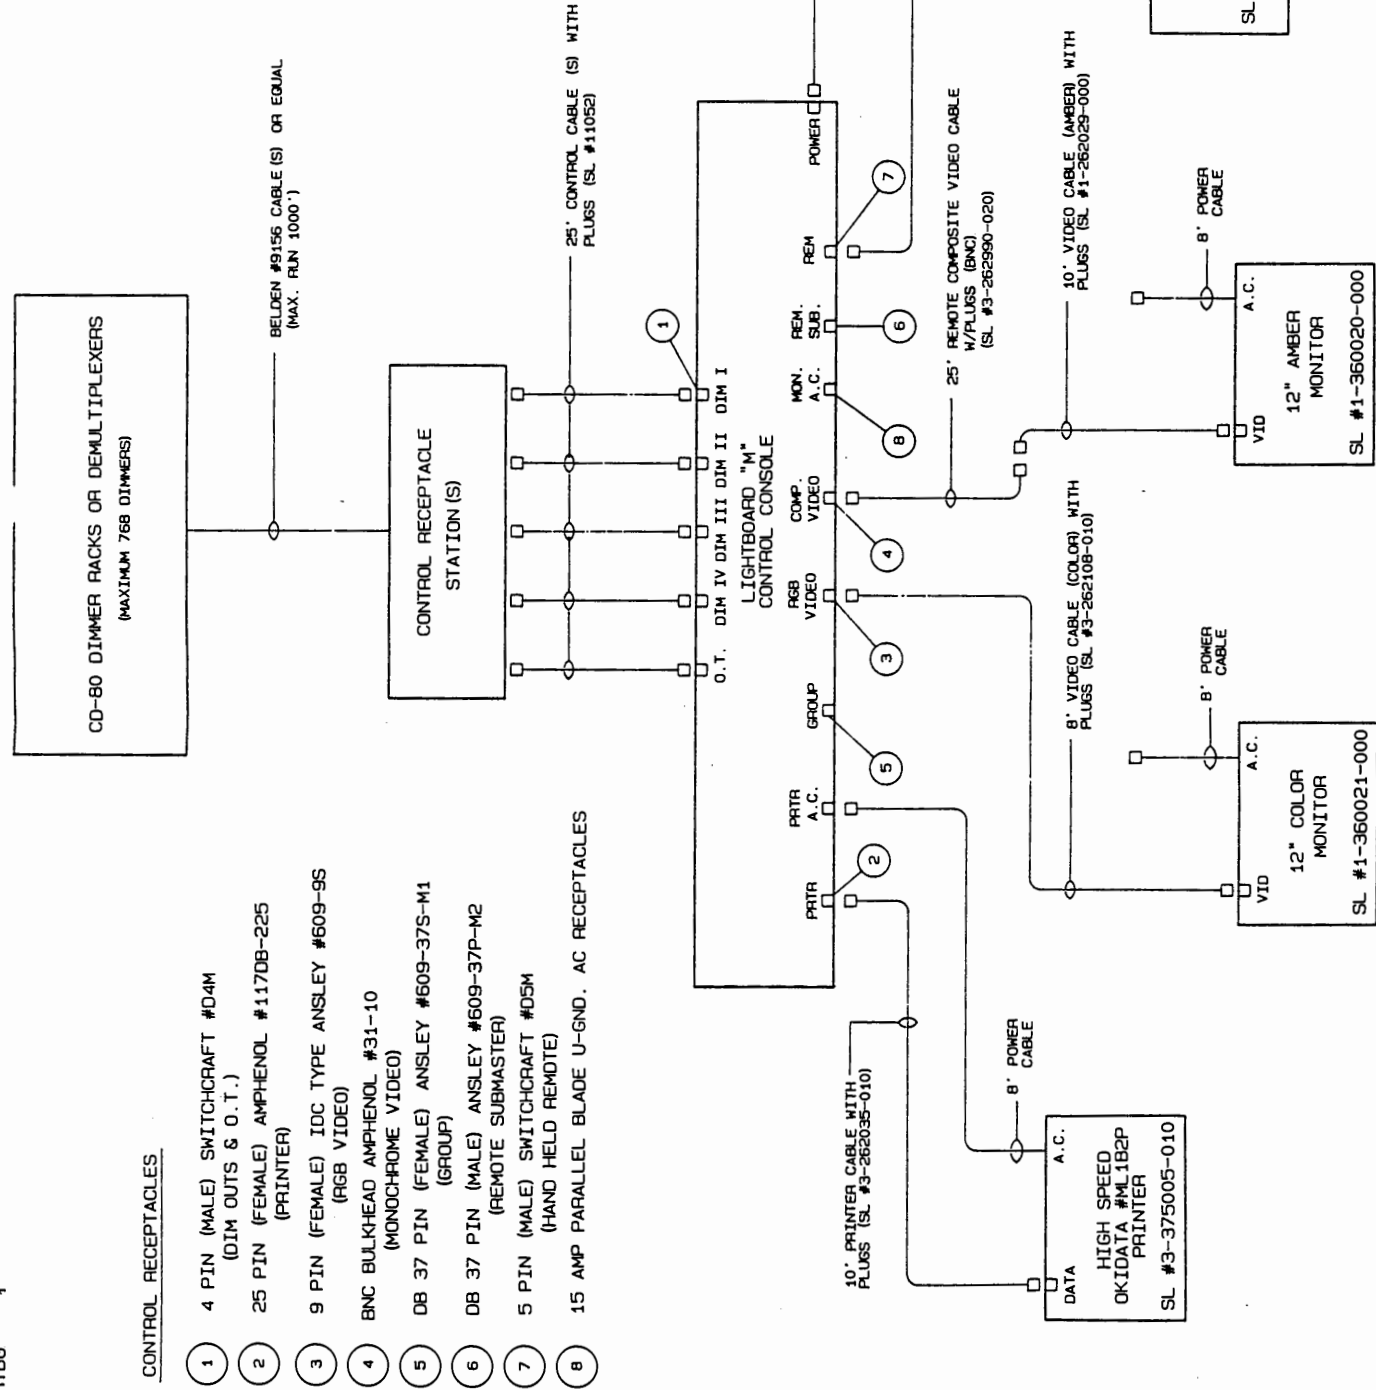 CD-80 DIMMER RACKS OR DEMULTIPLEXERS
(MAXIMUM 768 DIMMERS)
BELDEN #9156 CABLE(S) OR EQUAL
(MAX. RUN 1000')
CONTROL RECEPTACLE
STATION(S)
25' CONTROL CABLE (S) WITH
PLUGS (SL #11052)
1
O.T.
DIM IV
DIM III
DIM II
DIM I
LIGHTBOARD "M"
CONTROL CONSOLE
PRTR
PRTR
A.C.
GROUP
RGB
VIDEO
COMP.
VIDEO
MON.
A.C.
REM.
SUB.
REM
POWER
2
5
3
4
8
6
7
CONTROL RECEPTACLES
1 4 PIN (MALE) SWITCHCRAFT #D4M
(DIM OUTS & O.T.)
2 25 PIN (FEMALE) AMPHENOL #117DB-225
(PRINTER)
3 9 PIN (FEMALE) IDC TYPE ANSLEY #609-9S
(RGB VIDEO)
4 BNC BULKHEAD AMPHENOL #31-10
(MONOCHROME VIDEO)
5 DB 37 PIN (FEMALE) ANSLEY #609-37S-M1
(GROUP)
6 DB 37 PIN (MALE) ANSLEY #609-37P-M2
(REMOTE SUBMASTER)
7 5 PIN (MALE) SWITCHCRAFT #D5M
(HAND HELD REMOTE)
8 15 AMP PARALLEL BLADE U-GND. AC RECEPTACLES
10' PRINTER CABLE WITH
PLUGS (SL #3-262035-010)
8' POWER
CABLE
DATA
A.C.
HIGH SPEED
OKIDATA #ML182P
PRINTER
SL #3-375005-010
8' VIDEO CABLE (COLOR) WITH
PLUGS (SL #3-262108-010)
8' POWER
CABLE
VID
A.C.
12" COLOR
MONITOR
SL #1-360021-000
25' REMOTE COMPOSITE VIDEO CABLE
W/PLUGS (BNC)
(SL #3-262990-020)
10' VIDEO CABLE (AMBER) WITH
PLUGS (SL #1-262029-000)
8' POWER
CABLE
VID
A.C.
12" AMBER
MONITOR
SL #1-360020-000
SL